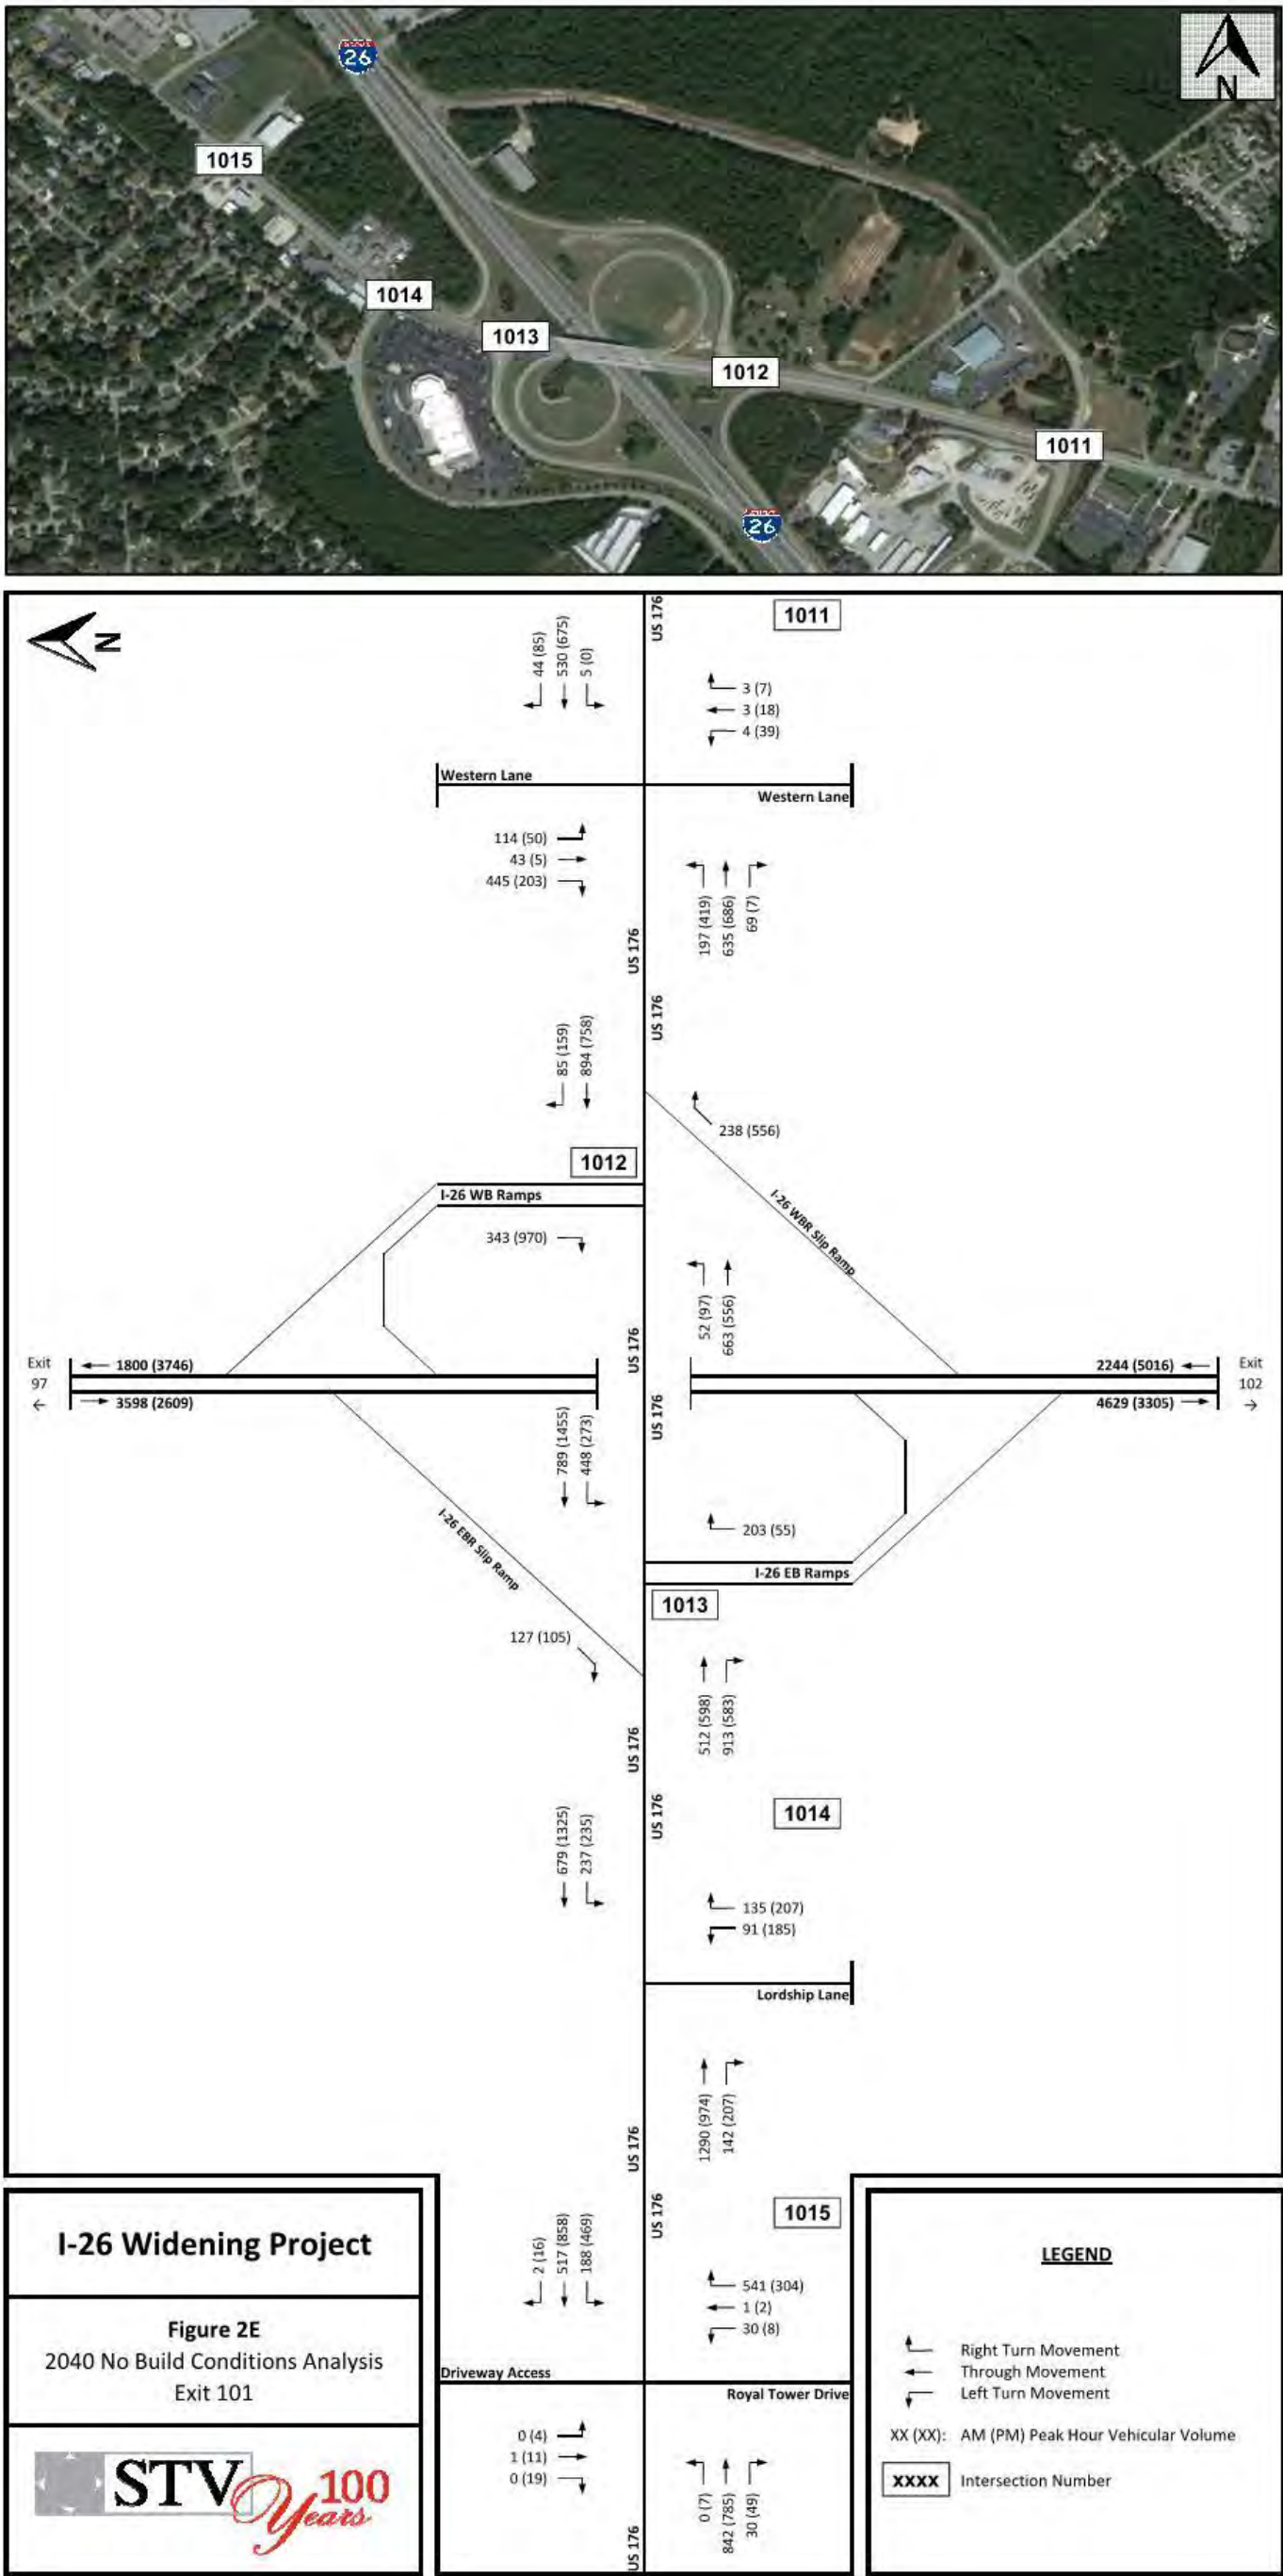 26
N
1015
1014
1013
1012
1011
26
N
US 176
1011
44 (85)
530 (675)
5 (0)
3 (7)
3 (18)
4 (39)
Western Lane
Western Lane
114 (50)
43 (5)
445 (203)
197 (419)
635 (686)
69 (7)
US 176
US 176
85 (159)
894 (758)
238 (556)
1012
I-26 WB Ramps
I-26 WBR Slip Ramp
343 (970)
52 (97)
663 (556)
US 176
Exit
97
←
1800 (3746)
3598 (2609)
2244 (5016)
4629 (3305)
Exit
102
→
US 176
789 (1455)
448 (273)
I-26 EBR Slip Ramp
203 (55)
I-26 EB Ramps
1013
127 (105)
512 (598)
913 (583)
US 176
US 176
1014
679 (1325)
237 (235)
135 (207)
91 (185)
Lordship Lane
1290 (974)
142 (207)
US 176
US 176
1015
2 (16)
517 (858)
188 (469)
541 (304)
1 (2)
30 (8)
Driveway Access
Royal Tower Drive
0 (4)
1 (11)
0 (19)
0 (7)
842 (785)
30 (49)
US 176
I-26 Widening Project
Figure 2E
2040 No Build Conditions Analysis
Exit 101
STV 100
Years
LEGEND
Right Turn Movement
Through Movement
Left Turn Movement
XX (XX): AM (PM) Peak Hour Vehicular Volume
XXXX Intersection Number